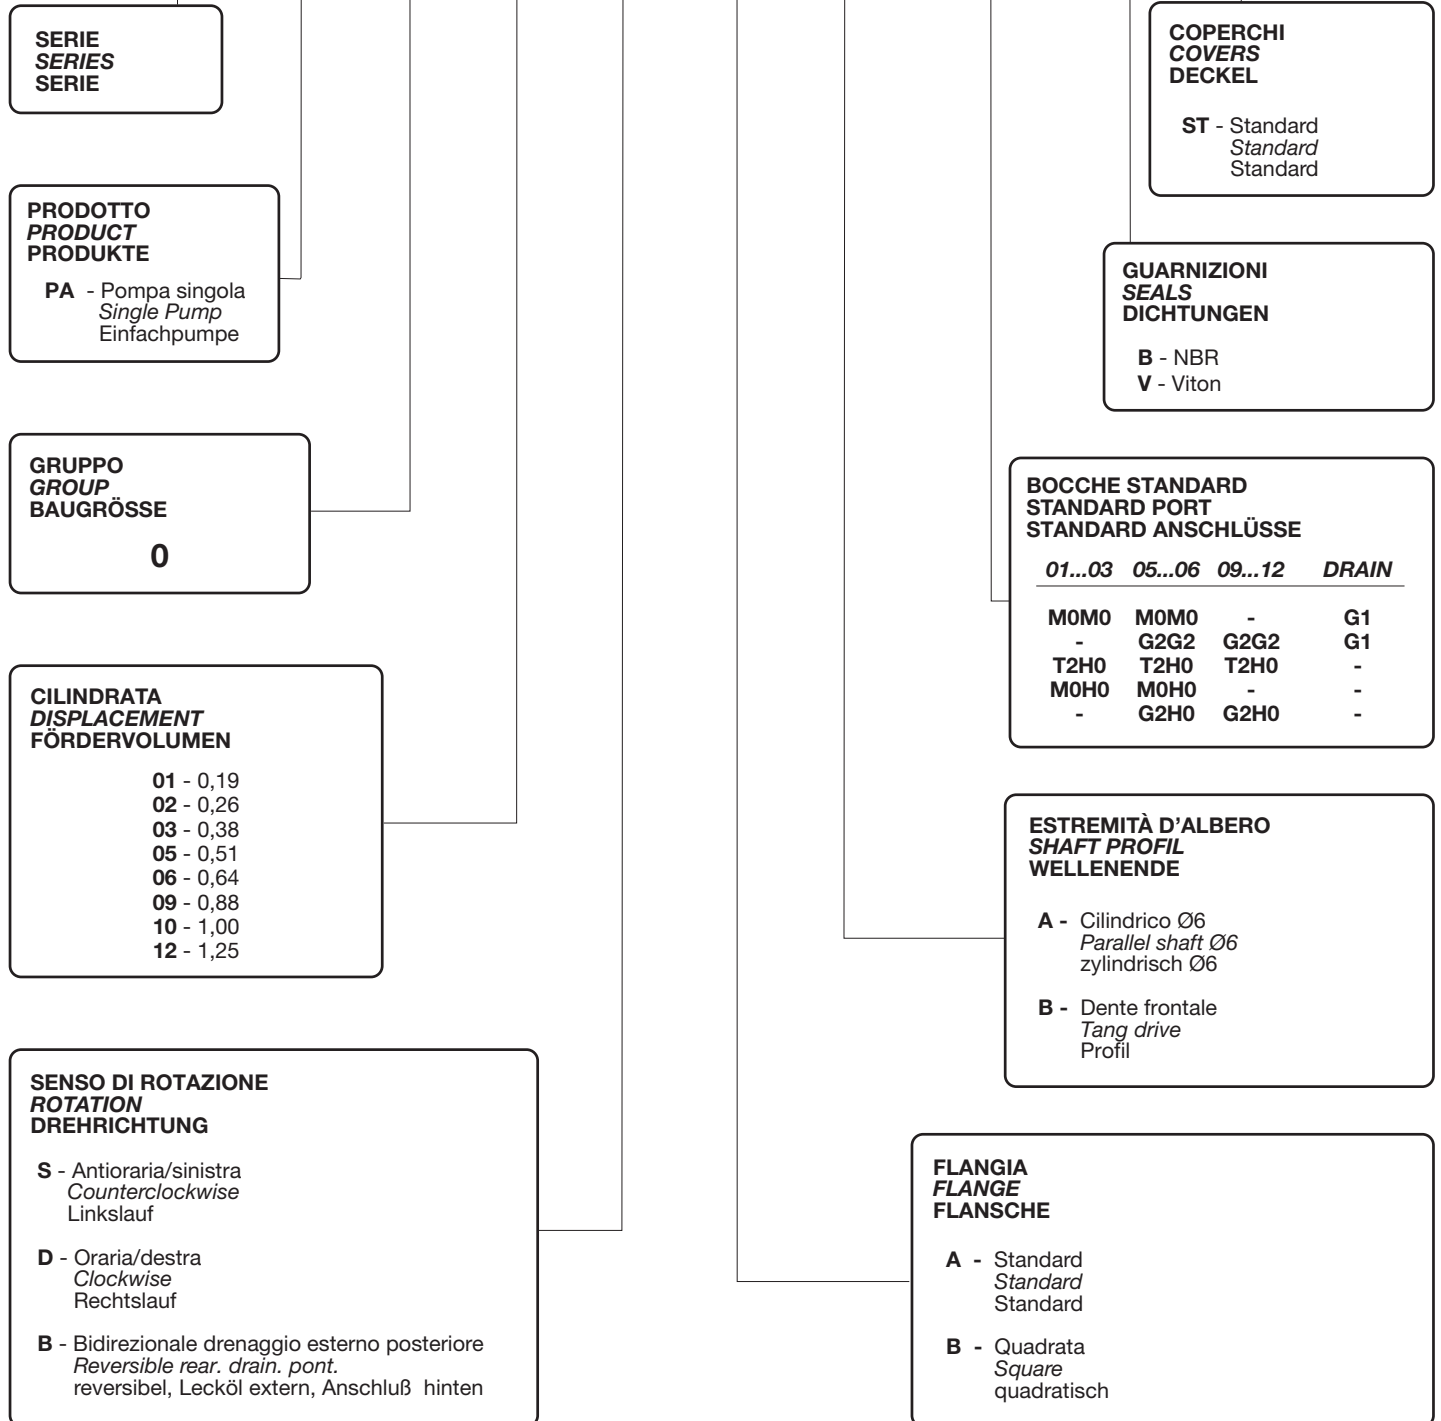 SERIE
SERIES
SERIE
PRODOTTO
PRODUCT
PRODUKTE
PA - Pompa singola
Single Pump
Einfachpumpe
GRUPPO
GROUP
BAUGRÖSSE
0
CILINDRATA
DISPLACEMENT
FÖRDERVOLUMEN
01 - 0,19
02 - 0,26
03 - 0,38
05 - 0,51
06 - 0,64
09 - 0,88
10 - 1,00
12 - 1,25
SENSO DI ROTAZIONE
ROTATION
DREHRICHTUNG
S - Antioraria/sinistra
Counterclockwise
Linkslauf
D - Oraria/destra
Clockwise
Rechtslauf
B - Bidirezionale drenaggio esterno posteriore
Reversible rear. drain. pont.
reversibel, Lecköl extern, Anschluß hinten
COPERCHI
COVERS
DECKEL
ST - Standard
Standard
Standard
GUARNIZIONI
SEALS
DICHTUNGEN
B - NBR
V - Viton
BOCCHE STANDARD
STANDARD PORT
STANDARD ANSCHLÜSSE
01...03 05...06 09...12 DRAIN
M0M0 M0M0 - G1
- G2G2 G2G2 G1
T2H0 T2H0 T2H0 -
M0H0 M0H0 - -
- G2H0 G2H0 -
ESTREMITÀ D'ALBERO
SHAFT PROFIL
WELLENENDE
A - Cilindrico Ø6
Parallel shaft Ø6
zylindrisch Ø6
B - Dente frontale
Tang drive
Profil
FLANGIA
FLANGE
FLANSCHE
A - Standard
Standard
Standard
B - Quadrata
Square
quadratisch